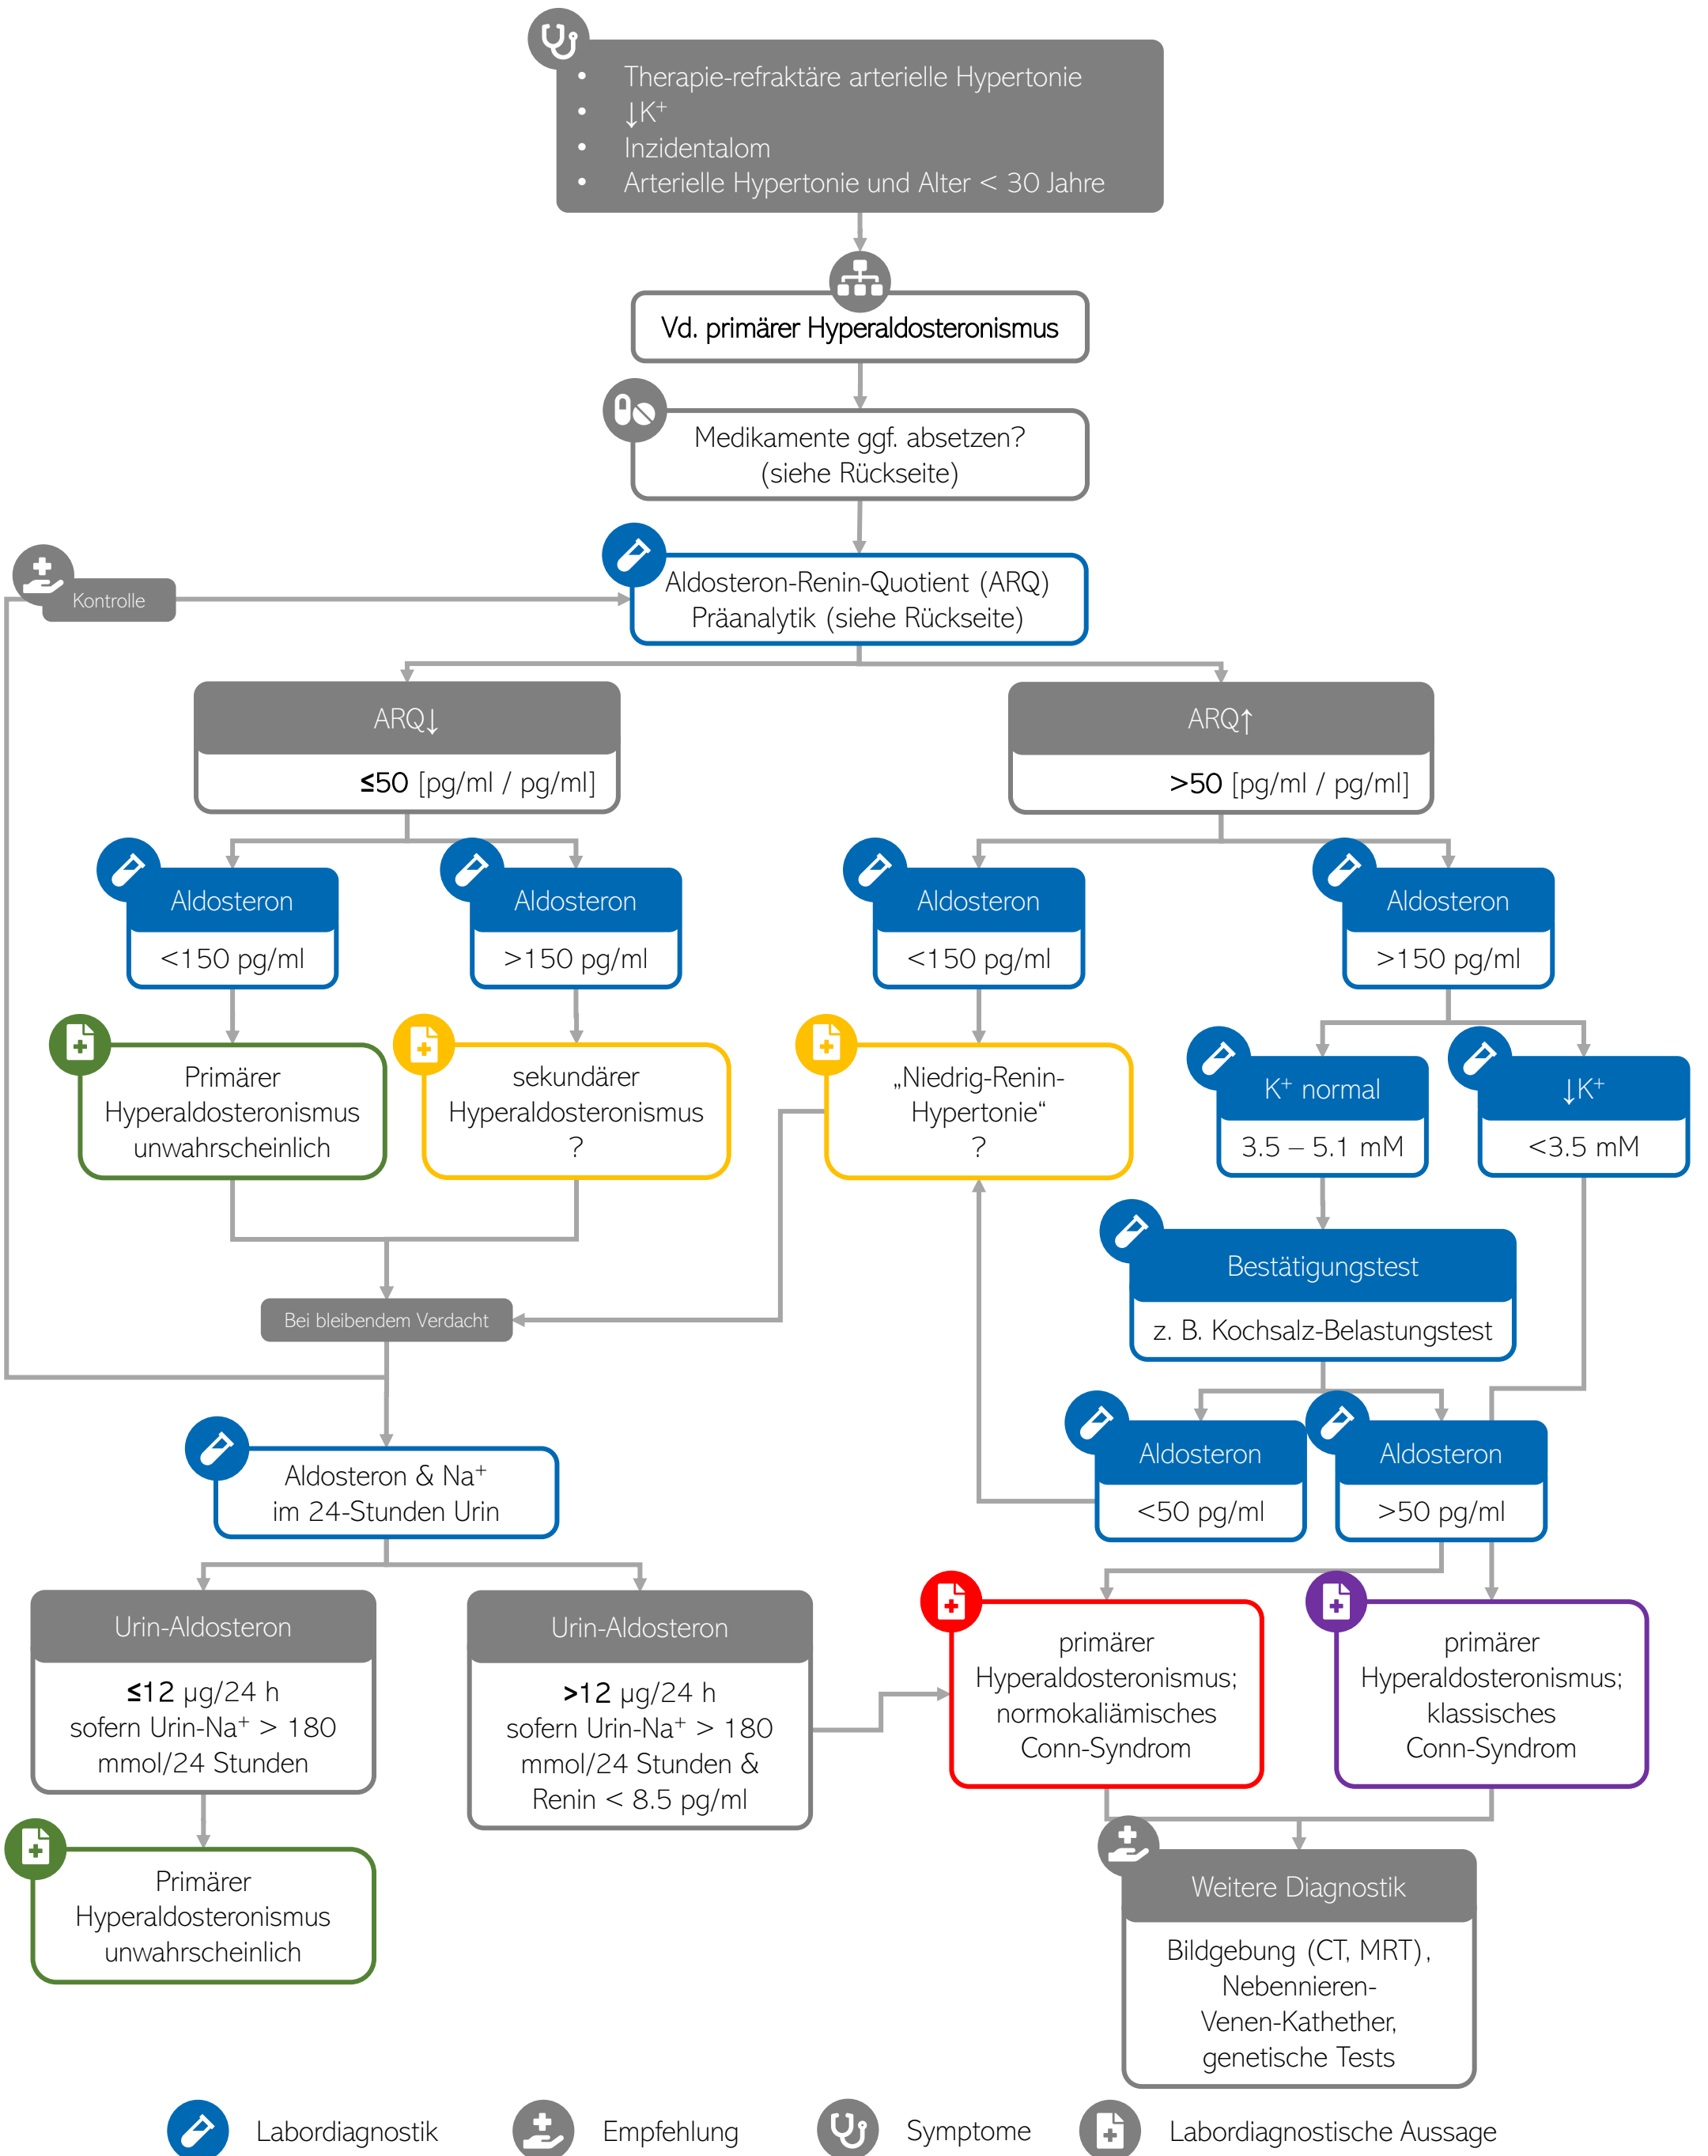 • Therapie-refraktäre arterielle Hypertonie
• ↓K⁺
• Inzidentalom
• Arterielle Hypertonie und Alter < 30 Jahre
Vd. primärer Hyperaldosteronismus
Medikamente ggf. absetzen?
(siehe Rückseite)
Kontrolle
Aldosteron-Renin-Quotient (ARQ)
Präanalytik (siehe Rückseite)
ARQ↓
≤50 [pg/ml / pg/ml]
ARQ↑
>50 [pg/ml / pg/ml]
Aldosteron
<150 pg/ml
Aldosteron
>150 pg/ml
Aldosteron
<150 pg/ml
Aldosteron
>150 pg/ml
Primärer
Hyperaldosteronismus
unwahrscheinlich
sekundärer
Hyperaldosteronismus
?
„Niedrig-Renin-
Hypertonie“
?
K⁺ normal
3.5 – 5.1 mM
↓K⁺
<3.5 mM
Bestätigungstest
z. B. Kochsalz-Belastungstest
Bei bleibendem Verdacht
Aldosteron
<50 pg/ml
Aldosteron
>50 pg/ml
Aldosteron & Na⁺
im 24-Stunden Urin
Urin-Aldosteron
≤12 µg/24 h
sofern Urin-Na⁺ > 180
mmol/24 Stunden
Urin-Aldosteron
>12 µg/24 h
sofern Urin-Na⁺ > 180
mmol/24 Stunden &
Renin < 8.5 pg/ml
primärer
Hyperaldosteronismus;
normokaliämisches
Conn-Syndrom
primärer
Hyperaldosteronismus;
klassisches
Conn-Syndrom
Primärer
Hyperaldosteronismus
unwahrscheinlich
Weitere Diagnostik
Bildgebung (CT, MRT),
Nebennieren-
Venen-Kathether,
genetische Tests
Labordiagnostik
Empfehlung
Symptome
Labordiagnostische Aussage